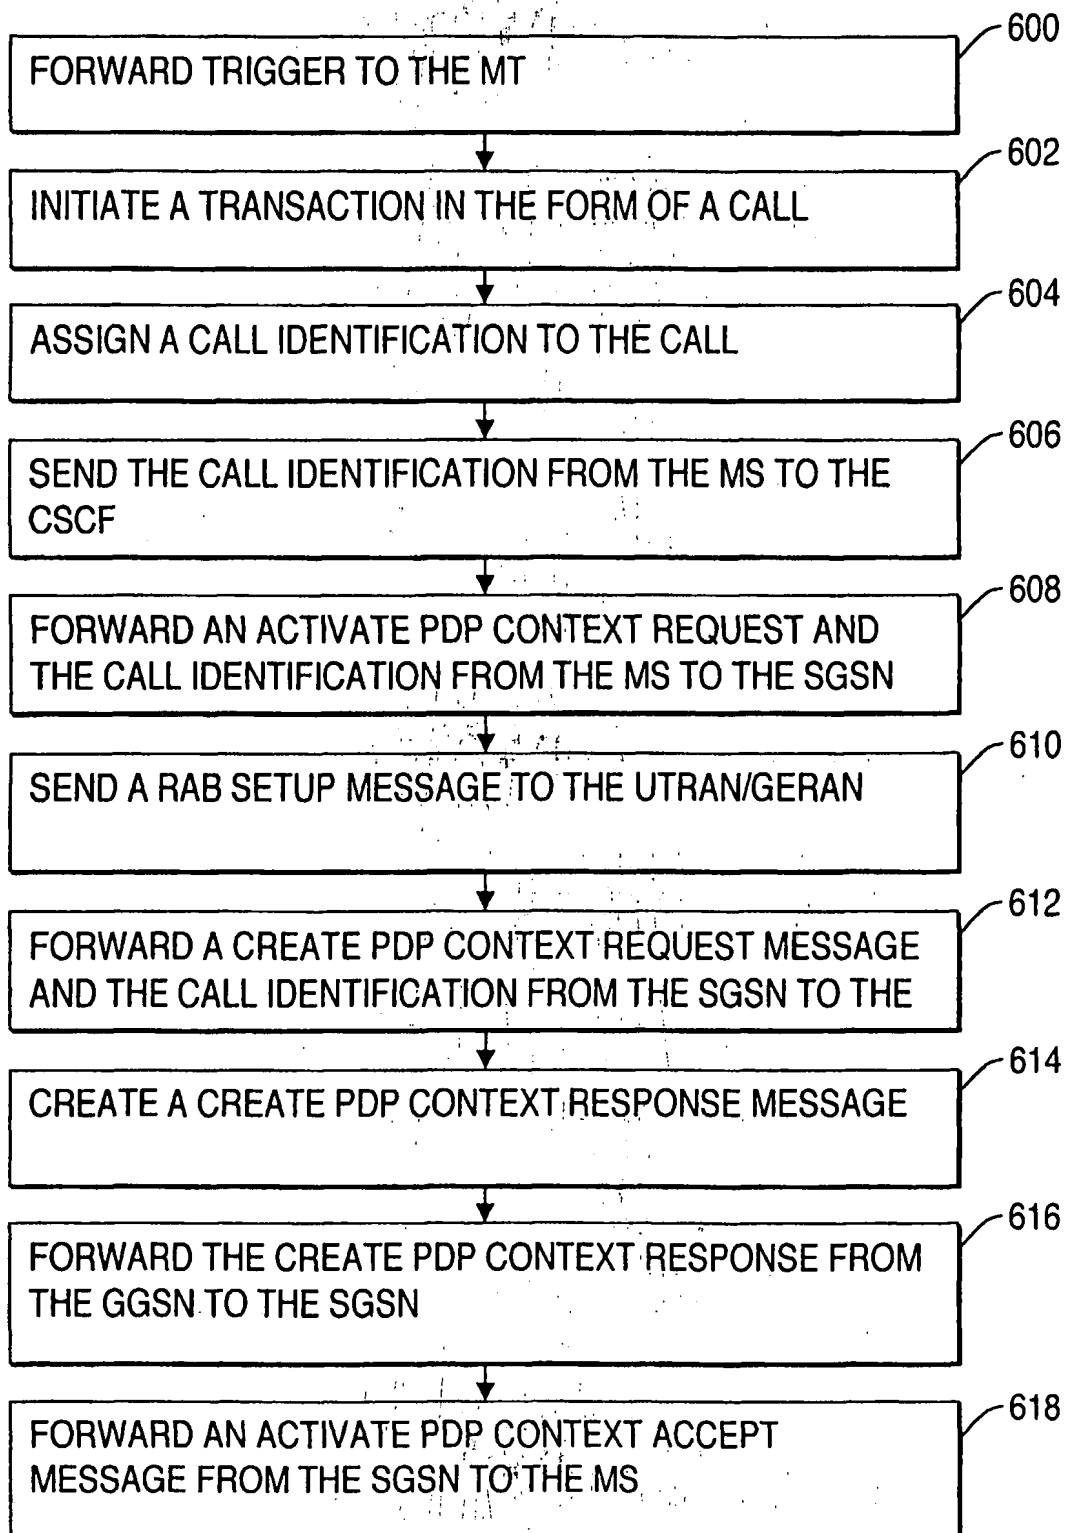 600
FORWARD TRIGGER TO THE MT
602
INITIATE A TRANSACTION IN THE FORM OF A CALL
604
ASSIGN A CALL IDENTIFICATION TO THE CALL
606
SEND THE CALL IDENTIFICATION FROM THE MS TO THE
CSCF
608
FORWARD AN ACTIVATE PDP CONTEXT REQUEST AND
THE CALL IDENTIFICATION FROM THE MS TO THE SGSN
610
SEND A RAB SETUP MESSAGE TO THE UTRAN/GERAN
612
FORWARD A CREATE PDP CONTEXT REQUEST MESSAGE
AND THE CALL IDENTIFICATION FROM THE SGSN TO THE
614
CREATE A CREATE PDP CONTEXT RESPONSE MESSAGE
616
FORWARD THE CREATE PDP CONTEXT RESPONSE FROM
THE GGSN TO THE SGSN
618
FORWARD AN ACTIVATE PDP CONTEXT ACCEPT
MESSAGE FROM THE SGSN TO THE MS